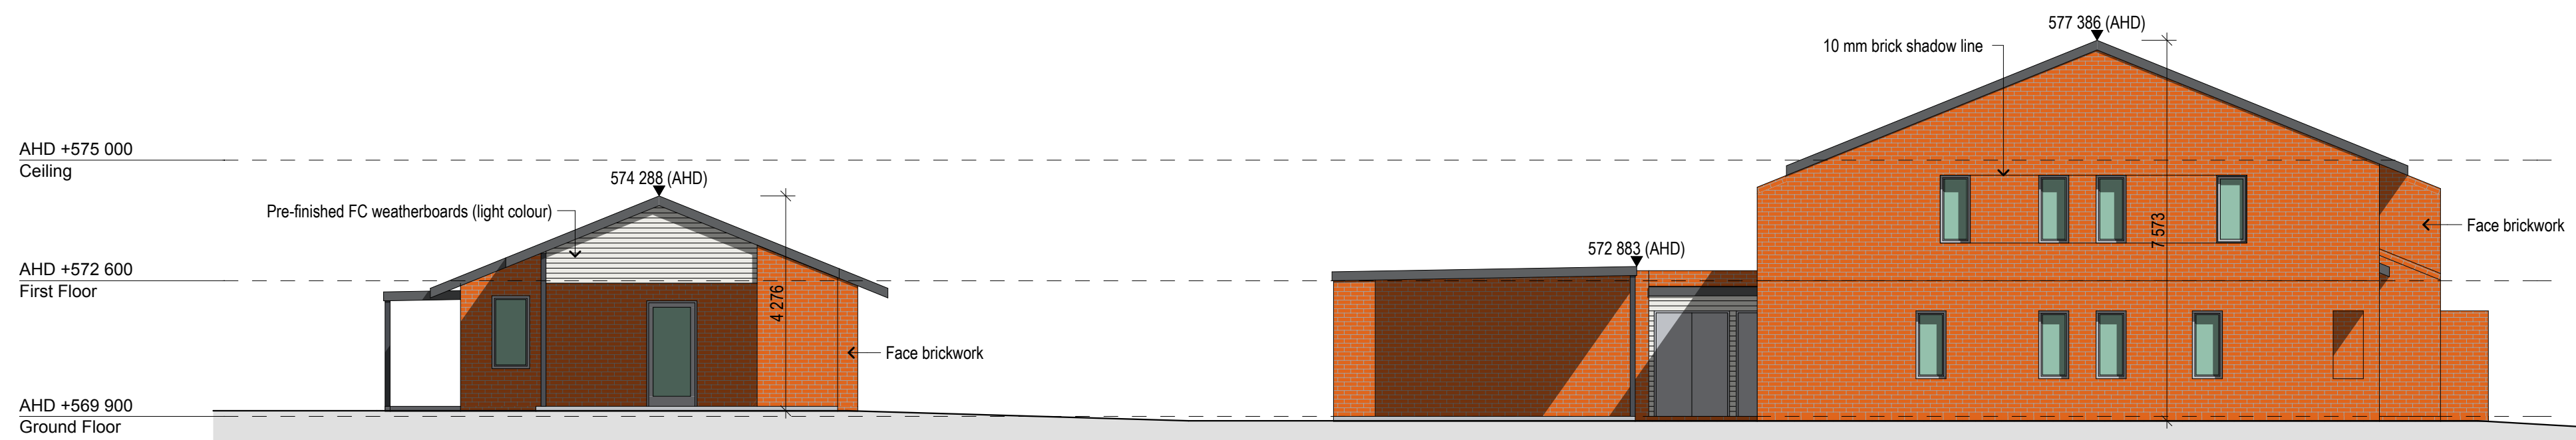 577 386 (AHD)
10 mm brick shadow line
AHD +575 000
Ceiling
574 288 (AHD)
Pre-finished FC weatherboards (light colour)
7 573
Face brickwork
572 883 (AHD)
AHD +572 600
First Floor
4 276
Face brickwork
AHD +569 900
Ground Floor